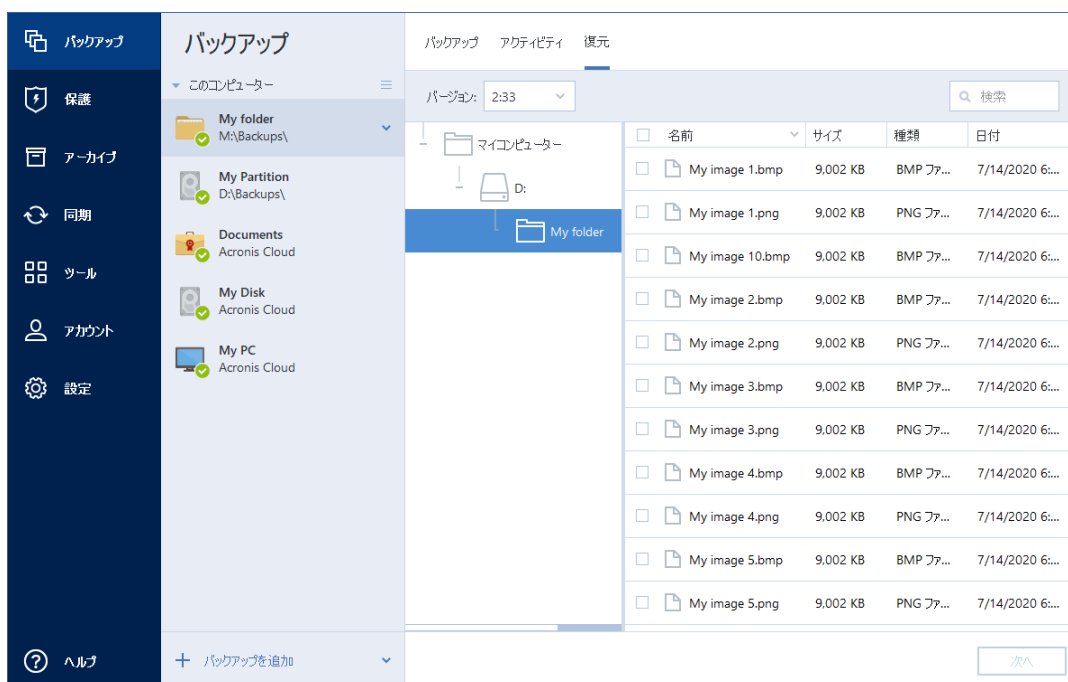 バックアップ
保護
アーカイブ
同期
ツール
アカウント
設定
ヘルプ
バックアップ
このコンピューター
My folder
M:\Backups\
My Partition
D:\Backups\
Documents
Acronis Cloud
My Disk
Acronis Cloud
My PC
Acronis Cloud
バックアップを追加
バックアップ アクティビティ 復元
バージョン: 2:33 検索
マイコンピューター
D:
My folder
名前 サイズ 種類 日付
My image 1.bmp 9,002 KB BMP ファ... 7/14/2020 6:...
My image 1.png 9,002 KB PNG ファ... 7/14/2020 6:...
My image 10.bmp 9,002 KB BMP ファ... 7/14/2020 6:...
My image 2.bmp 9,002 KB BMP ファ... 7/14/2020 6:...
My image 2.png 9,002 KB PNG ファ... 7/14/2020 6:...
My image 3.bmp 9,002 KB BMP ファ... 7/14/2020 6:...
My image 3.png 9,002 KB PNG ファ... 7/14/2020 6:...
My image 4.bmp 9,002 KB BMP ファ... 7/14/2020 6:...
My image 4.png 9,002 KB PNG ファ... 7/14/2020 6:...
My image 5.bmp 9,002 KB BMP ファ... 7/14/2020 6:...
My image 5.png 9,002 KB PNG ファ... 7/14/2020 6:...
次へ